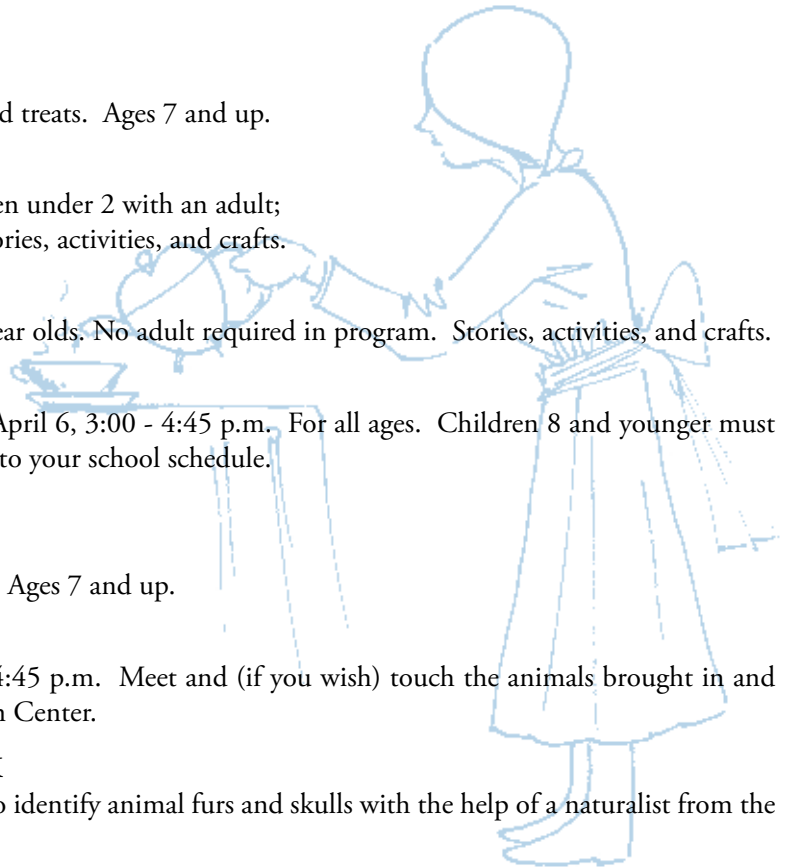 d treats. Ages 7 and up.
en under 2 with an adult;
ories, activities, and crafts.
ear olds. No adult required in program. Stories, activities, and crafts.
April 6, 3:00 - 4:45 p.m. For all ages. Children 8 and younger must
to your school schedule.
Ages 7 and up.
4:45 p.m. Meet and (if you wish) touch the animals brought in and
n Center.
o identify animal furs and skulls with the help of a naturalist from the